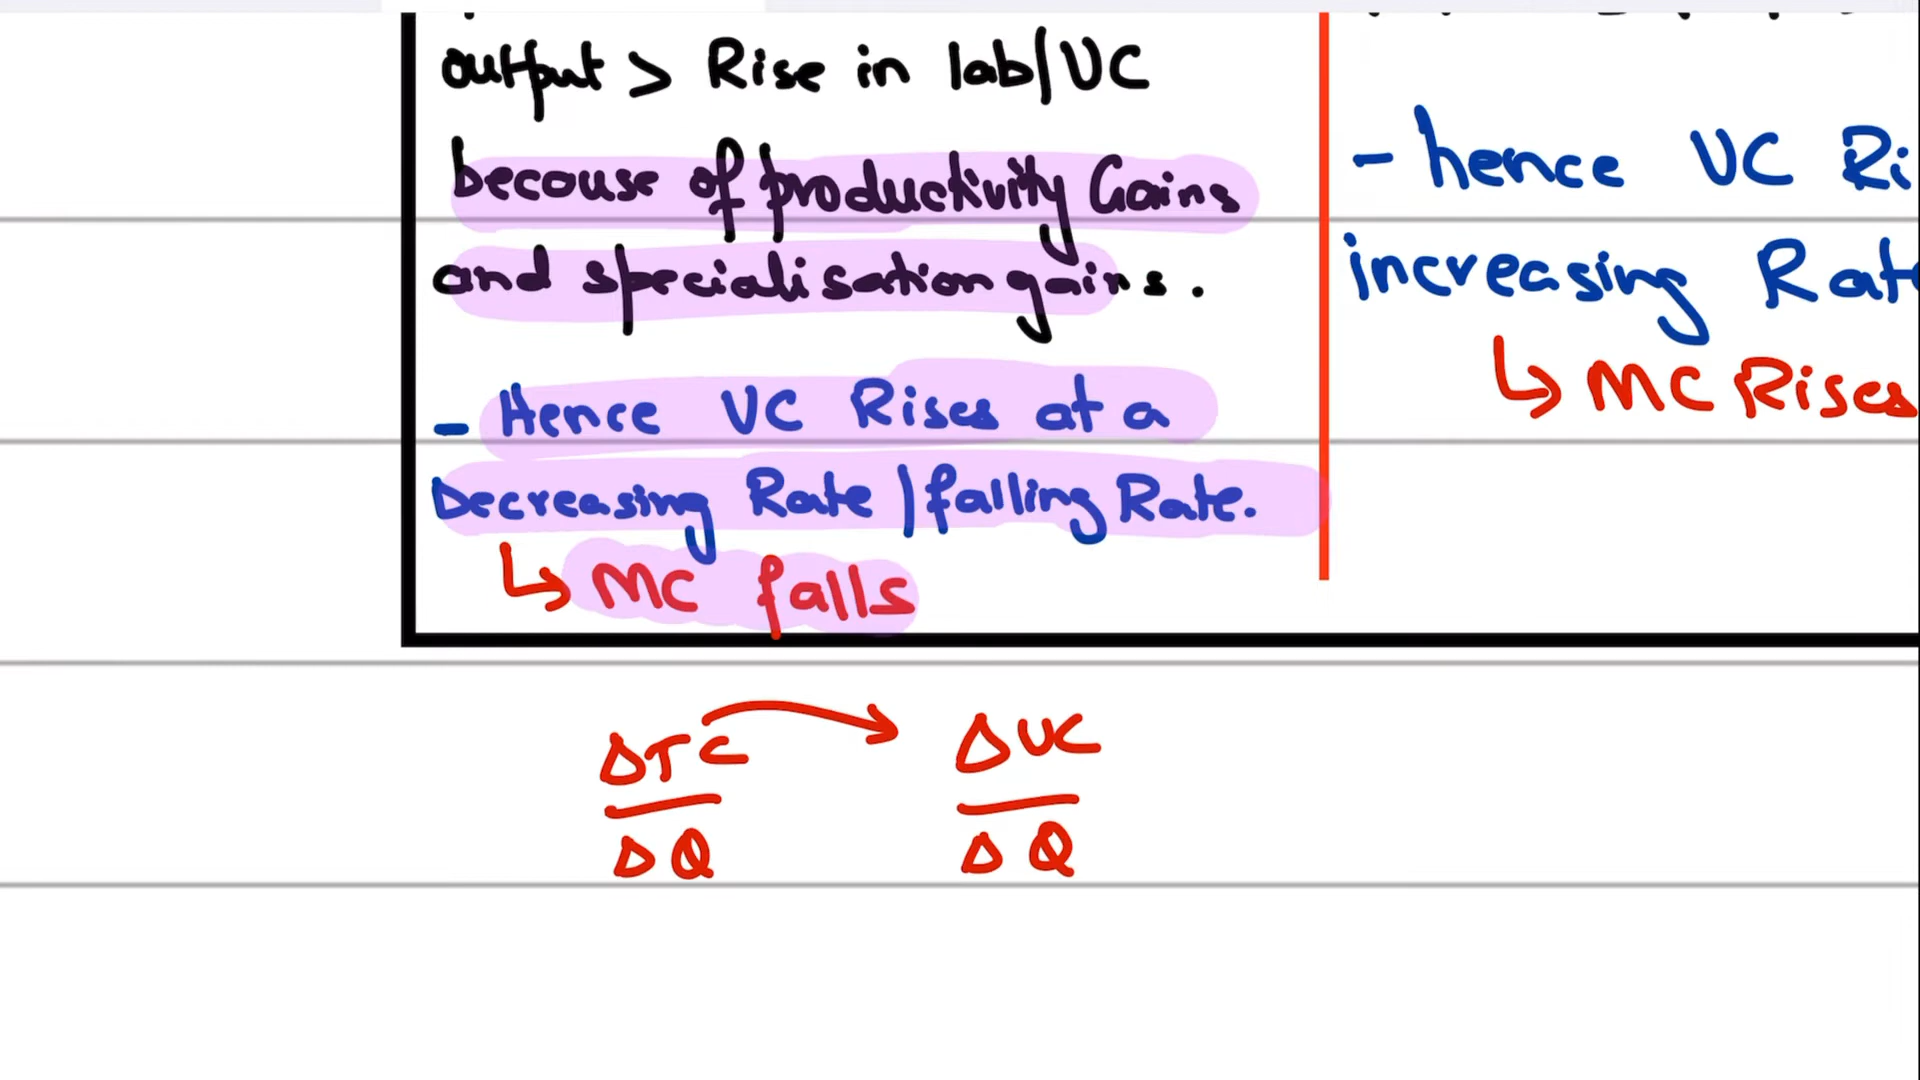 output > Rise in lab/VC
becouse of productivity Gains
and specialisation gains.
- Hence VC Rises at a
Decreasing Rate/falling Rate.
↳ MC falls
- hence VC Ri
increasing Rate
↳ MC Rises
ΔTC → ΔVC
ΔQ ΔQ